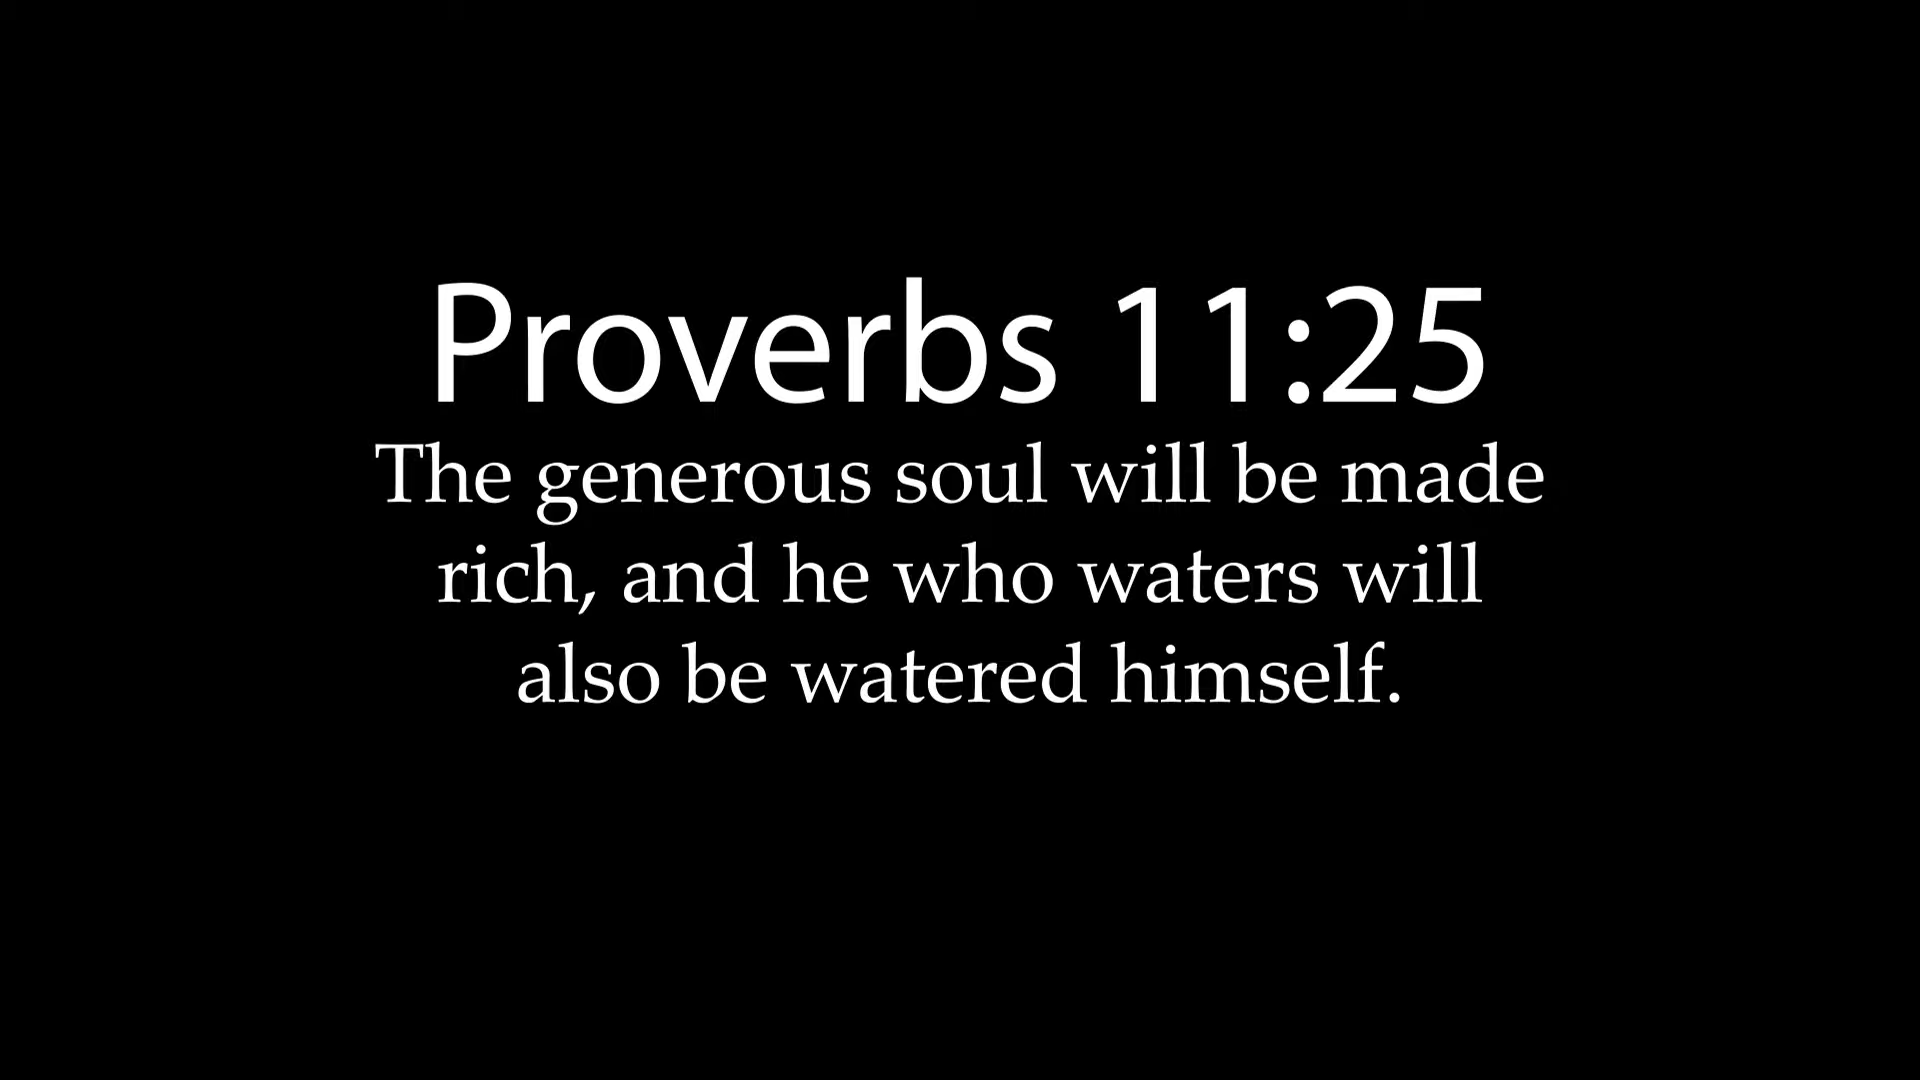 Proverbs 11:25
The generous soul will be made
rich, and he who waters will
also be watered himself.